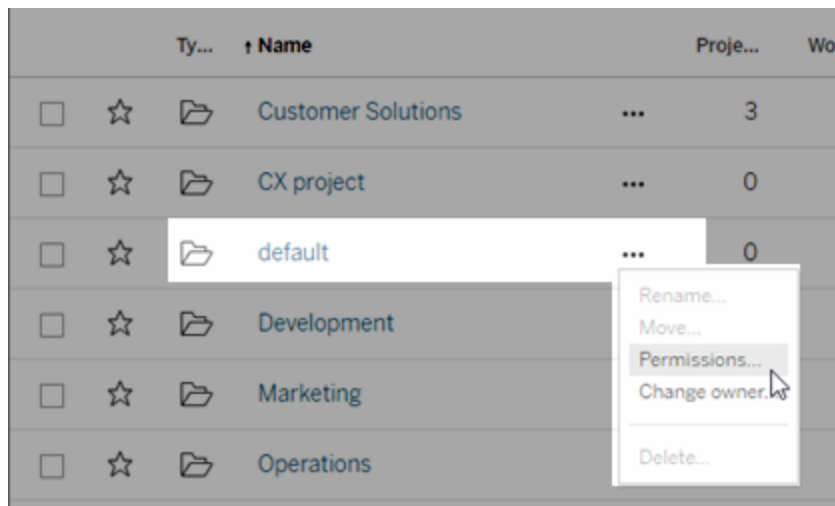 Ty... ↑ Name Proje... Wo
Customer Solutions ... 3
CX project ... 0
default ... 0
Rename...
Development
Move...
Permissions...
Marketing
Change owner..
Operations
Delete...